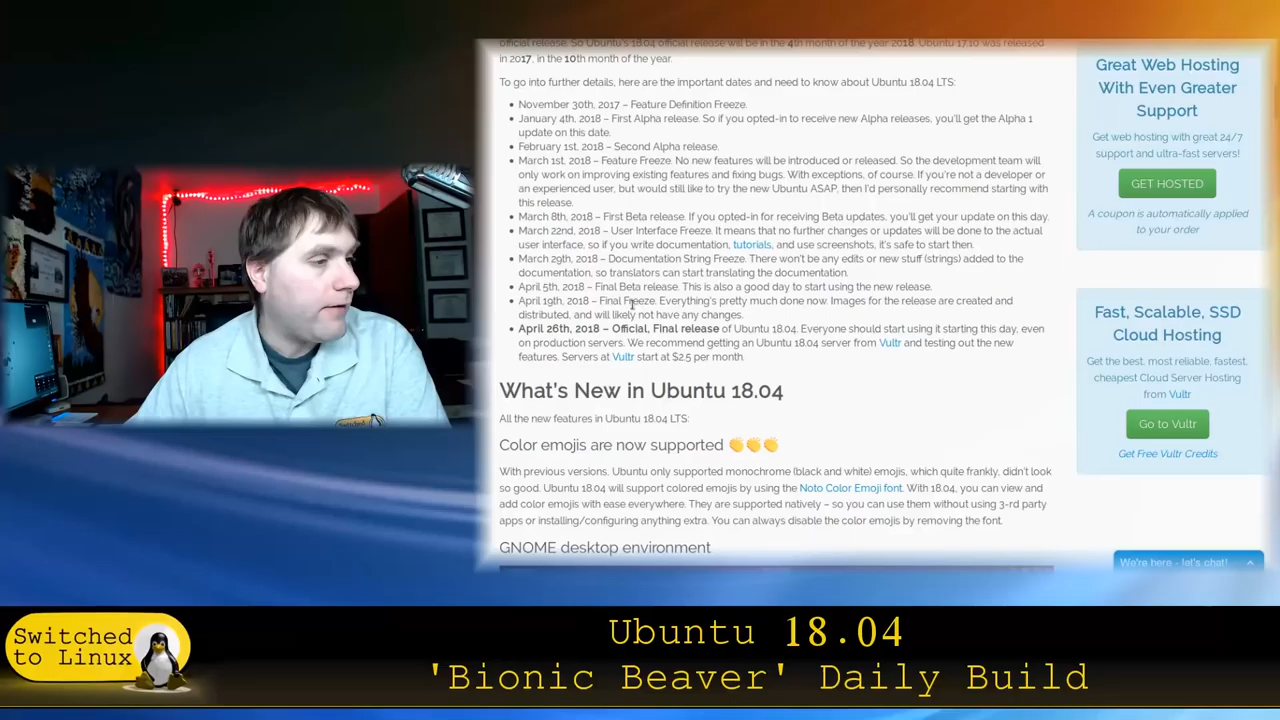 official release. So Ubuntu's 18.04 official release will be in the 4th month of the year 2018. Ubuntu 17.10 was released
in 2017, in the 10th month of the year.
To go into further details, here are the important dates and need to know about Ubuntu 18.04 LTS:
• November 30th, 2017 – Feature Definition Freeze.
• January 4th, 2018 – First Alpha release. So if you opted-in to receive new Alpha releases, you'll get the Alpha 1
update on this date.
• February 1st, 2018 – Second Alpha release.
• March 1st, 2018 – Feature Freeze. No new features will be introduced or released. So the development team will
only work on improving existing features and fixing bugs. With exceptions, of course. If you're not a developer or
an experienced user, but would still like to try the new Ubuntu ASAP, then I'd personally recommend starting with
this release.
• March 8th, 2018 – First Beta release. If you opted-in for receiving Beta updates, you'll get your update on this day.
• March 22nd, 2018 – User Interface Freeze. It means that no further changes or updates will be done to the actual
user interface, so if you write documentation, tutorials, and use screenshots, it's safe to start then.
• March 29th, 2018 – Documentation String Freeze. There won't be any edits or new stuff (strings) added to the
documentation, so translators can start translating the documentation.
• April 5th, 2018 – Final Beta release. This is also a good day to start using the new release.
• April 19th, 2018 – Final Freeze. Everything's pretty much done now. Images for the release are created and
distributed, and will likely not have any changes.
• April 26th, 2018 – Official, Final release of Ubuntu 18.04. Everyone should start using it starting this day, even
on production servers. We recommend getting an Ubuntu 18.04 server from Vultr and testing out the new
features. Servers at Vultr start at $2.5 per month.
What's New in Ubuntu 18.04
All the new features in Ubuntu 18.04 LTS:
Color emojis are now supported 👏👏👏
With previous versions, Ubuntu only supported monochrome (black and white) emojis, which quite frankly, didn't look
so good. Ubuntu 18.04 will support colored emojis by using the Noto Color Emoji font. With 18.04, you can view and
add color emojis with ease everywhere. They are supported natively – so you can use them without using 3-rd party
apps or installing/configuring anything extra. You can always disable the color emojis by removing the font.
GNOME desktop environment
Great Web Hosting
With Even Greater
Support
Get web hosting with great 24/7
support and ultra-fast servers!
GET HOSTED
A coupon is automatically applied
to your order
Fast, Reliable, SSD
Cloud Hosting
Get the best, most reliable, fastest,
cheapest Cloud Server Hosting
from Vultr
Go to Vultr
Get Free Vultr Credits
We're here - let's chat!
Switched
to Linux
Ubuntu 18.04
'Bionic Beaver' Daily Build